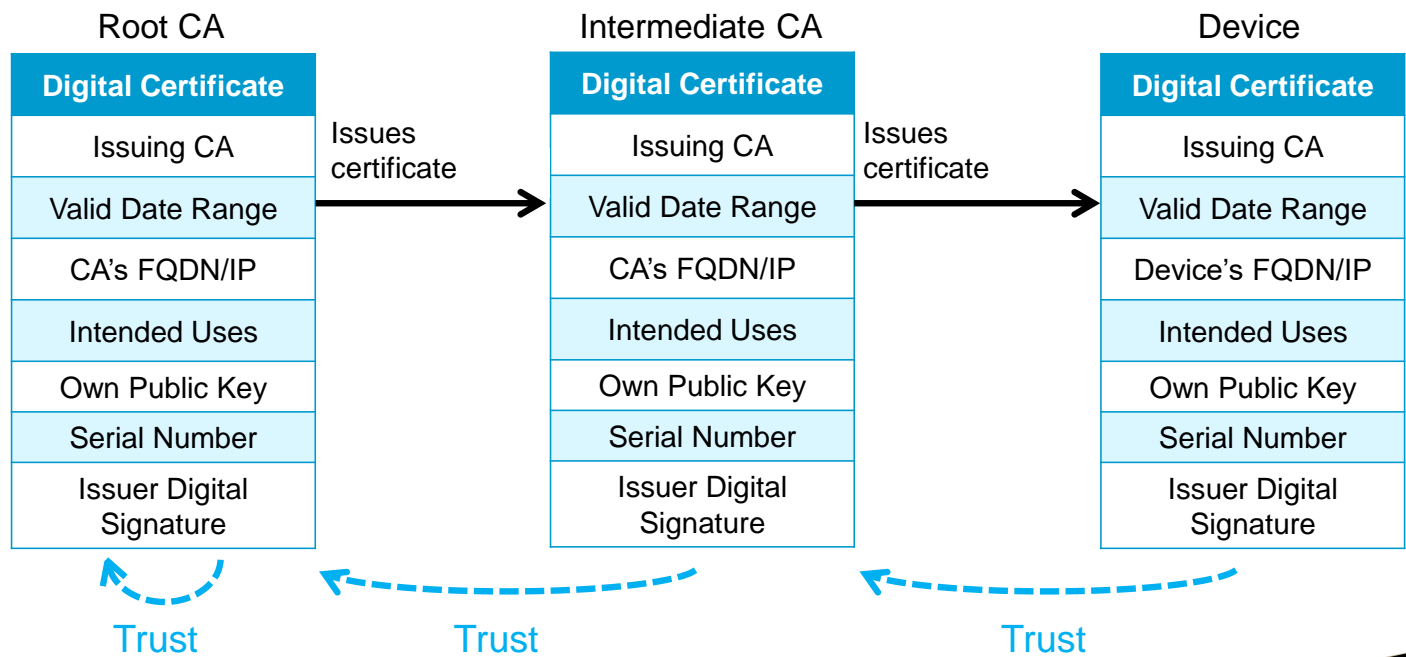 Root CA
Digital Certificate
Issuing CA
Valid Date Range
CA's FQDN/IP
Intended Uses
Own Public Key
Serial Number
Issuer Digital
Signature
Issues
certificate
Intermediate CA
Digital Certificate
Issuing CA
Valid Date Range
CA's FQDN/IP
Intended Uses
Own Public Key
Serial Number
Issuer Digital
Signature
Issues
certificate
Device
Digital Certificate
Issuing CA
Valid Date Range
Device's FQDN/IP
Intended Uses
Own Public Key
Serial Number
Issuer Digital
Signature
Trust
Trust
Trust